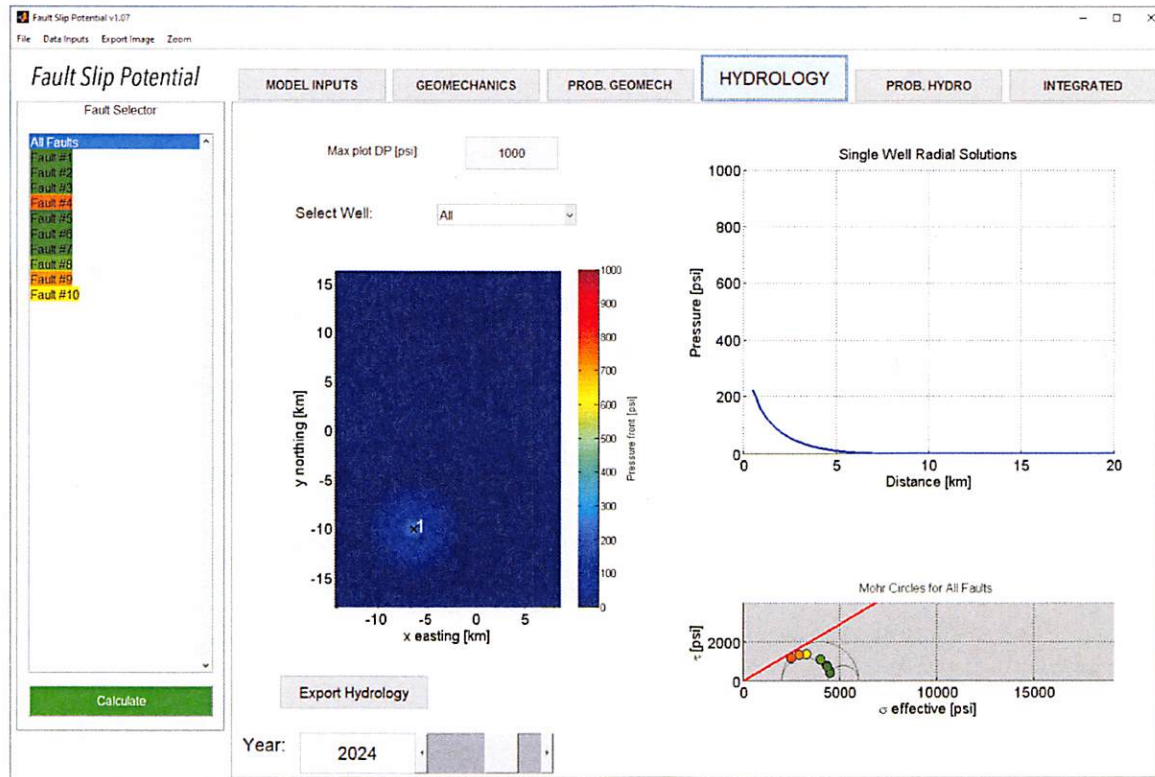 Fault Slip Potential v1.07
File Data Inputs Export Image Zoom
Fault Slip Potential
MODEL INPUTS
GEOMECHANICS
PROB. GEOMECH
HYDROLOGY
PROB. HYDRO
INTEGRATED
Fault Selector
All Faults
Fault #1
Fault #2
Fault #3
Fault #4
Fault #5
Fault #6
Fault #7
Fault #8
Fault #9
Fault #10
Calculate
Max plot DP [psi]
1000
Select Well:
All
15
10
5
0
-5
-10
-15
y northing [km]
1
-10 -5 0 5
x easting [km]
1000
900
800
700
600
500
400
300
200
100
0
Pressure front [psi]
Export Hydrology
Year:
2024
Single Well Radial Solutions
1000
800
600
400
200
0
Pressure [psi]
0 5 10 15 20
Distance [km]
Mohr Circles for All Faults
2000
0
τ [psi]
0 5000 10000 15000
σ effective [psi]